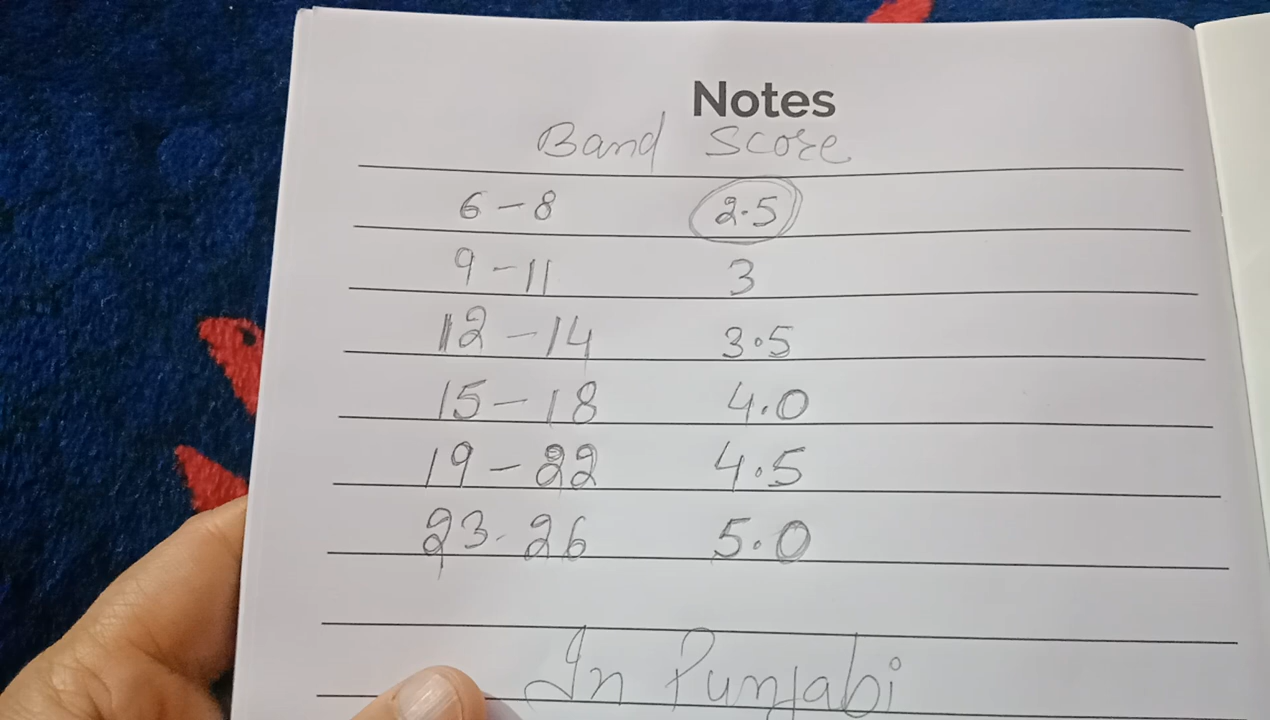 Notes
Band Score
6-8 2.5
9-11 3
12-14 3.5
15-18 4.0
19-22 4.5
23-26 5.0
In Punjabi